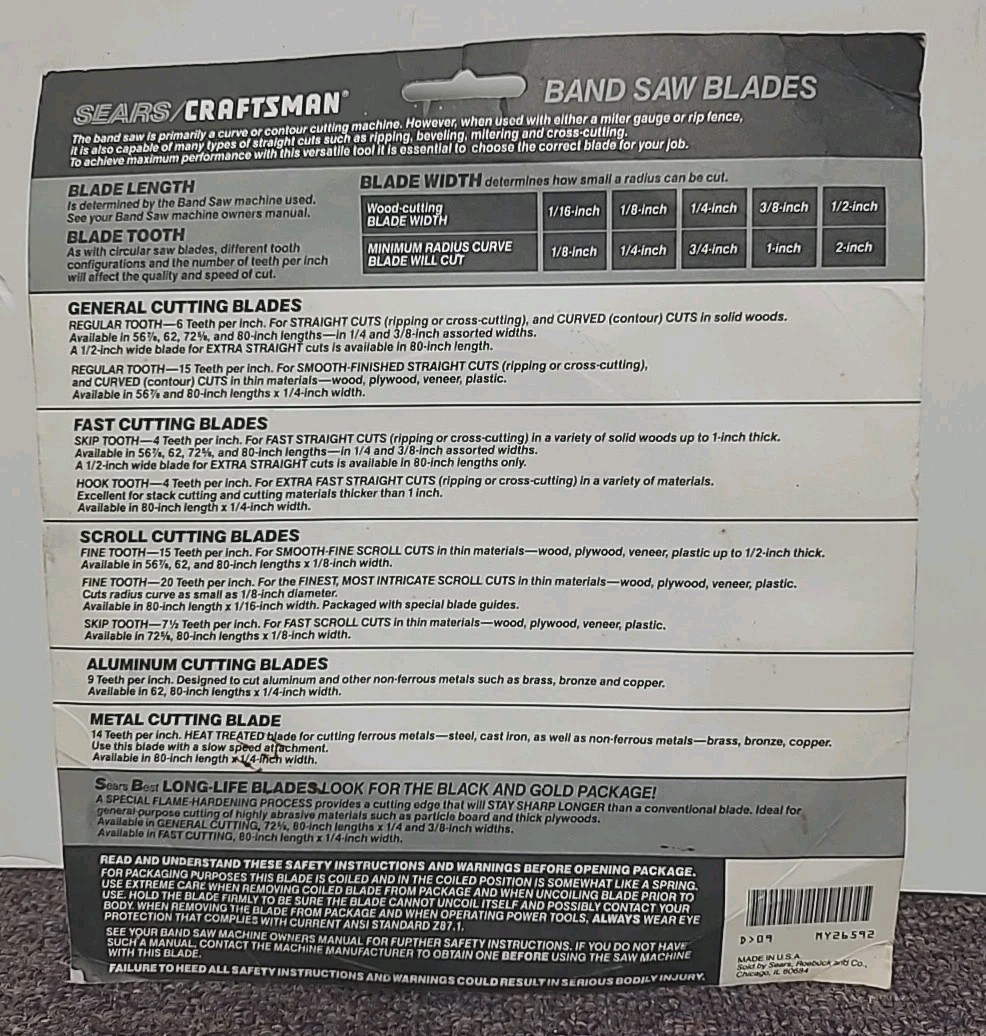 SEARS/CRAFTSMAN®
BAND SAW BLADES
The band saw is primarily a curve or contour cutting machine. However, when used with either a miter gauge or rip fence,
it is also capable of many types of straight cuts such as ripping, beveling, mitering and cross-cutting.
To achieve maximum performance with this versatile tool it is essential to choose the correct blade for your job.
BLADE LENGTH
Is determined by the Band Saw machine used.
See your Band Saw machine owners manual.
BLADE TOOTH
As with circular saw blades, different tooth
configurations and the number of teeth per inch
will affect the quality and speed of cut.
BLADE WIDTH determines how small a radius can be cut.
Wood-cutting
BLADE WIDTH
1/16-inch 1/8-inch 1/4-inch 3/8-inch 1/2-inch
MINIMUM RADIUS CURVE
BLADE WILL CUT
1/8-inch 1/4-inch 3/4-inch 1-inch 2-inch
GENERAL CUTTING BLADES
REGULAR TOOTH—6 Teeth per inch. For STRAIGHT CUTS (ripping or cross-cutting), and CURVED (contour) CUTS in solid woods.
Available in 56⅞, 62, 72⅝, and 80-inch lengths—in 1/4 and 3/8-inch assorted widths.
A 1/2-inch wide blade for EXTRA STRAIGHT cuts is available in 80-inch length.
REGULAR TOOTH—15 Teeth per inch. For SMOOTH-FINISHED STRAIGHT CUTS (ripping or cross-cutting),
and CURVED (contour) CUTS in thin materials—wood, plywood, veneer, plastic.
Available in 56⅞ and 80-inch lengths x 1/4-inch width.
FAST CUTTING BLADES
SKIP TOOTH—4 Teeth per inch. For FAST STRAIGHT CUTS (ripping or cross-cutting) in a variety of solid woods up to 1-inch thick.
Available in 56⅞, 62, 72⅝, and 80-inch lengths—in 1/4 and 3/8-inch assorted widths.
A 1/2-inch wide blade for EXTRA STRAIGHT cuts is available in 80-inch lengths only.
HOOK TOOTH—4 Teeth per inch. For EXTRA FAST STRAIGHT CUTS (ripping or cross-cutting) in a variety of materials.
Excellent for stack cutting and cutting materials thicker than 1 inch.
Available in 80-inch length x 1/4-inch width.
SCROLL CUTTING BLADES
FINE TOOTH—15 Teeth per inch. For SMOOTH-FINE SCROLL CUTS in thin materials—wood, plywood, veneer, plastic up to 1/2-inch thick.
Available in 56⅞, 62, and 80-inch lengths x 1/8-inch width.
FINE TOOTH—20 Teeth per inch. For the FINEST, MOST INTRICATE SCROLL CUTS in thin materials—wood, plywood, veneer, plastic.
Cuts radius curve as small as 1/8-inch diameter.
Available in 80-inch length x 1/16-inch width. Packaged with special blade guides.
SKIP TOOTH—7½ Teeth per inch. For FAST SCROLL CUTS in thin materials—wood, plywood, veneer, plastic.
Available in 72⅝, 80-inch lengths x 1/8-inch width.
ALUMINUM CUTTING BLADES
9 Teeth per inch. Designed to cut aluminum and other non-ferrous metals such as brass, bronze and copper.
Available in 62, 80-inch lengths x 1/4-inch width.
METAL CUTTING BLADE
14 Teeth per inch. HEAT TREATED blade for cutting ferrous metals—steel, cast iron, as well as non-ferrous metals—brass, bronze, copper.
Use this blade with a slow speed attachment.
Available in 80-inch length x 1/4-inch width.
Sears Best LONG-LIFE BLADES LOOK FOR THE BLACK AND GOLD PACKAGE!
A SPECIAL FLAME-HARDENING PROCESS provides a cutting edge that will STAY SHARP LONGER than a conventional blade. Ideal for
general-purpose cutting of highly abrasive materials such as particle board and thick plywoods.
Available in GENERAL CUTTING, 72⅝, 80-inch lengths x 1/4 and 3/8-inch widths.
Available in FAST CUTTING, 80-inch length x 1/4-inch width.
READ AND UNDERSTAND THESE SAFETY INSTRUCTIONS AND WARNINGS BEFORE OPENING PACKAGE.
FOR PACKAGING PURPOSES THIS BLADE IS COILED AND IN THE COILED POSITION IS SOMEWHAT LIKE A SPRING.
USE EXTREME CARE WHEN REMOVING COILED BLADE FROM PACKAGE AND WHEN UNCOILING BLADE PRIOR TO
USE. HOLD THE BLADE FIRMLY TO BE SURE THE BLADE CANNOT UNCOIL ITSELF AND POSSIBLY CONTACT YOUR
BODY. WHEN REMOVING THE BLADE FROM PACKAGE AND WHEN OPERATING POWER TOOLS, ALWAYS WEAR EYE
PROTECTION THAT COMPLIES WITH CURRENT ANSI STANDARD Z87.1.
SEE YOUR BAND SAW MACHINE OWNERS MANUAL FOR FURTHER SAFETY INSTRUCTIONS. IF YOU DO NOT HAVE
SUCH A MANUAL, CONTACT THE MACHINE MANUFACTURER TO OBTAIN ONE BEFORE USING THE SAW MACHINE
WITH THIS BLADE.
FAILURE TO HEED ALL SAFETY INSTRUCTIONS AND WARNINGS COULD RESULT IN SERIOUS BODILY INJURY.
D>09 MY26592
MADE IN U.S.A.
Sold by Sears, Roebuck and Co.,
Chicago, IL 60684